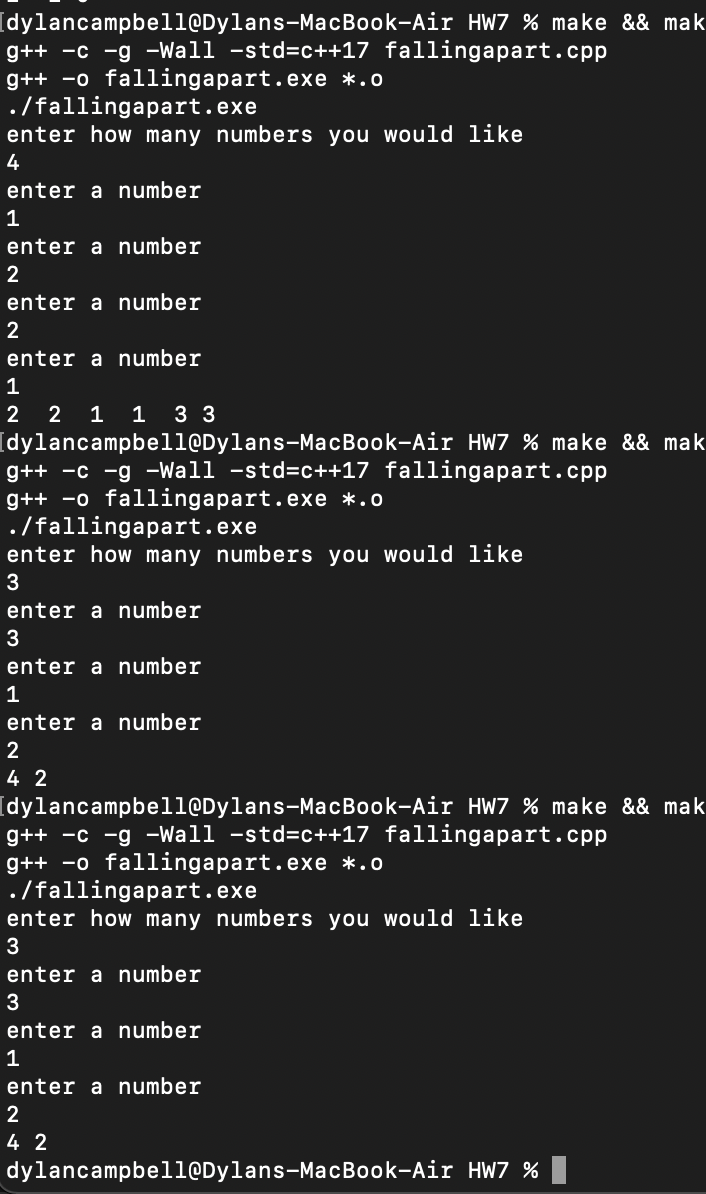 [dylancampbell@Dylans-MacBook-Air HW7 % make && mak
g++ -c -g -Wall -std=c++17 fallingapart.cpp
g++ -o fallingapart.exe *.o
./fallingapart.exe
enter how many numbers you would like
4
enter a number
1
enter a number
2
enter a number
2
enter a number
1
2  2  1  1  3 3
[dylancampbell@Dylans-MacBook-Air HW7 % make && mak
g++ -c -g -Wall -std=c++17 fallingapart.cpp
g++ -o fallingapart.exe *.o
./fallingapart.exe
enter how many numbers you would like
3
enter a number
3
enter a number
1
enter a number
2
4 2
[dylancampbell@Dylans-MacBook-Air HW7 % make && mak
g++ -c -g -Wall -std=c++17 fallingapart.cpp
g++ -o fallingapart.exe *.o
./fallingapart.exe
enter how many numbers you would like
3
enter a number
3
enter a number
1
enter a number
2
4 2
dylancampbell@Dylans-MacBook-Air HW7 %